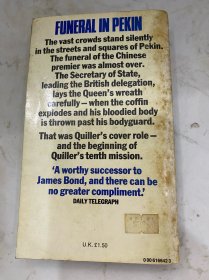 FUNERAL IN PEKIN
The vast crowds stand silently
in the streets and squares of Pekin.
The funeral of the Chinese
premier was almost over.
The Secretary of State,
leading the British delegation,
lays the Queen's wreath
carefully—when the coffin
explodes and his bloodied body
is thrown past his bodyguard.
That was Quiller's cover role—
and the beginning of
Quiller's tenth mission.
'A worthy successor to
James Bond, and there can be
no greater compliment.'
DAILY TELEGRAPH
U.K. £1.50